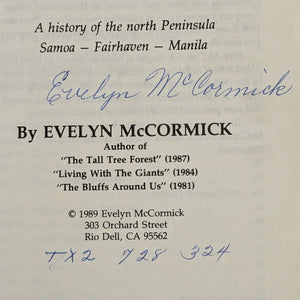 A history of the north Peninsula
Samoa – Fairhaven – Manila
Evelyn McCormick
By EVELYN McCORMICK
Author of
"The Tall Tree Forest" (1987)
"Living With The Giants" (1984)
"The Bluffs Around Us" (1981)
© 1989 Evelyn McCormick
303 Orchard Street
Rio Dell, CA 95562
TX2 728 324